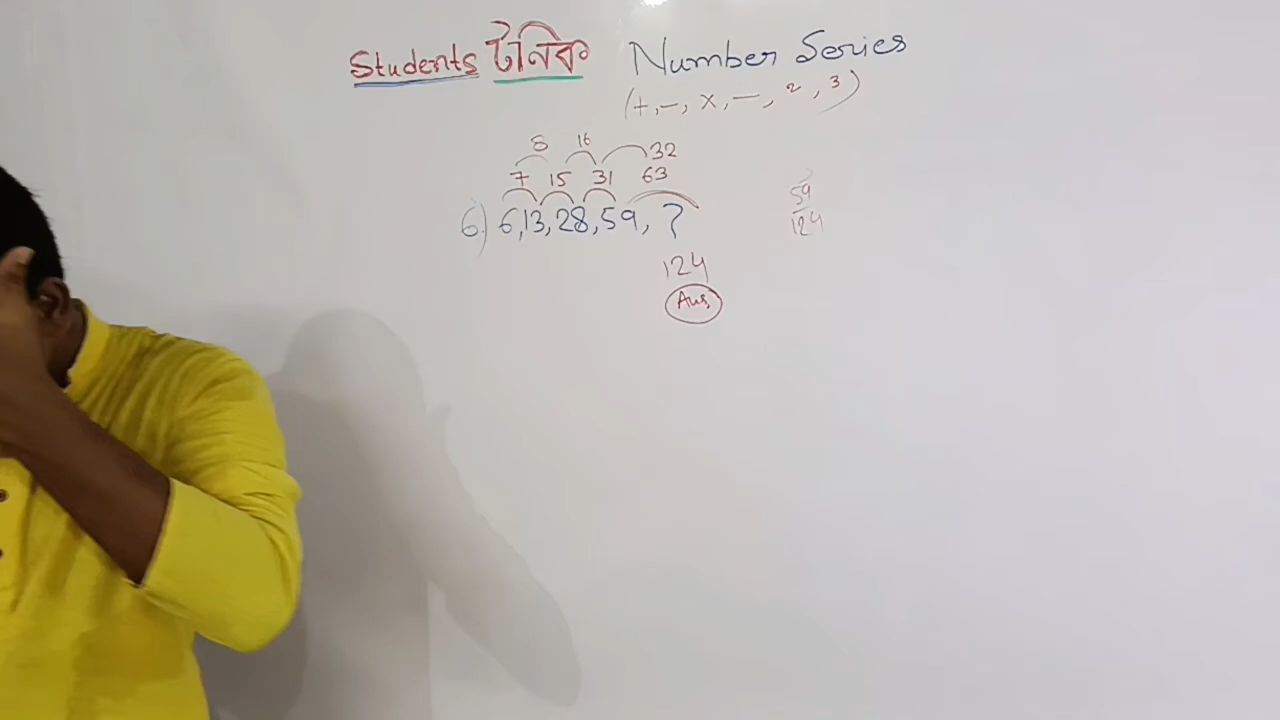 Students টনিক Number Series
(+, -, x, -, 2, 3)
8 16 32
7 15 31 63
6) 6, 13, 28, 59, ?
59
124
124
Ans